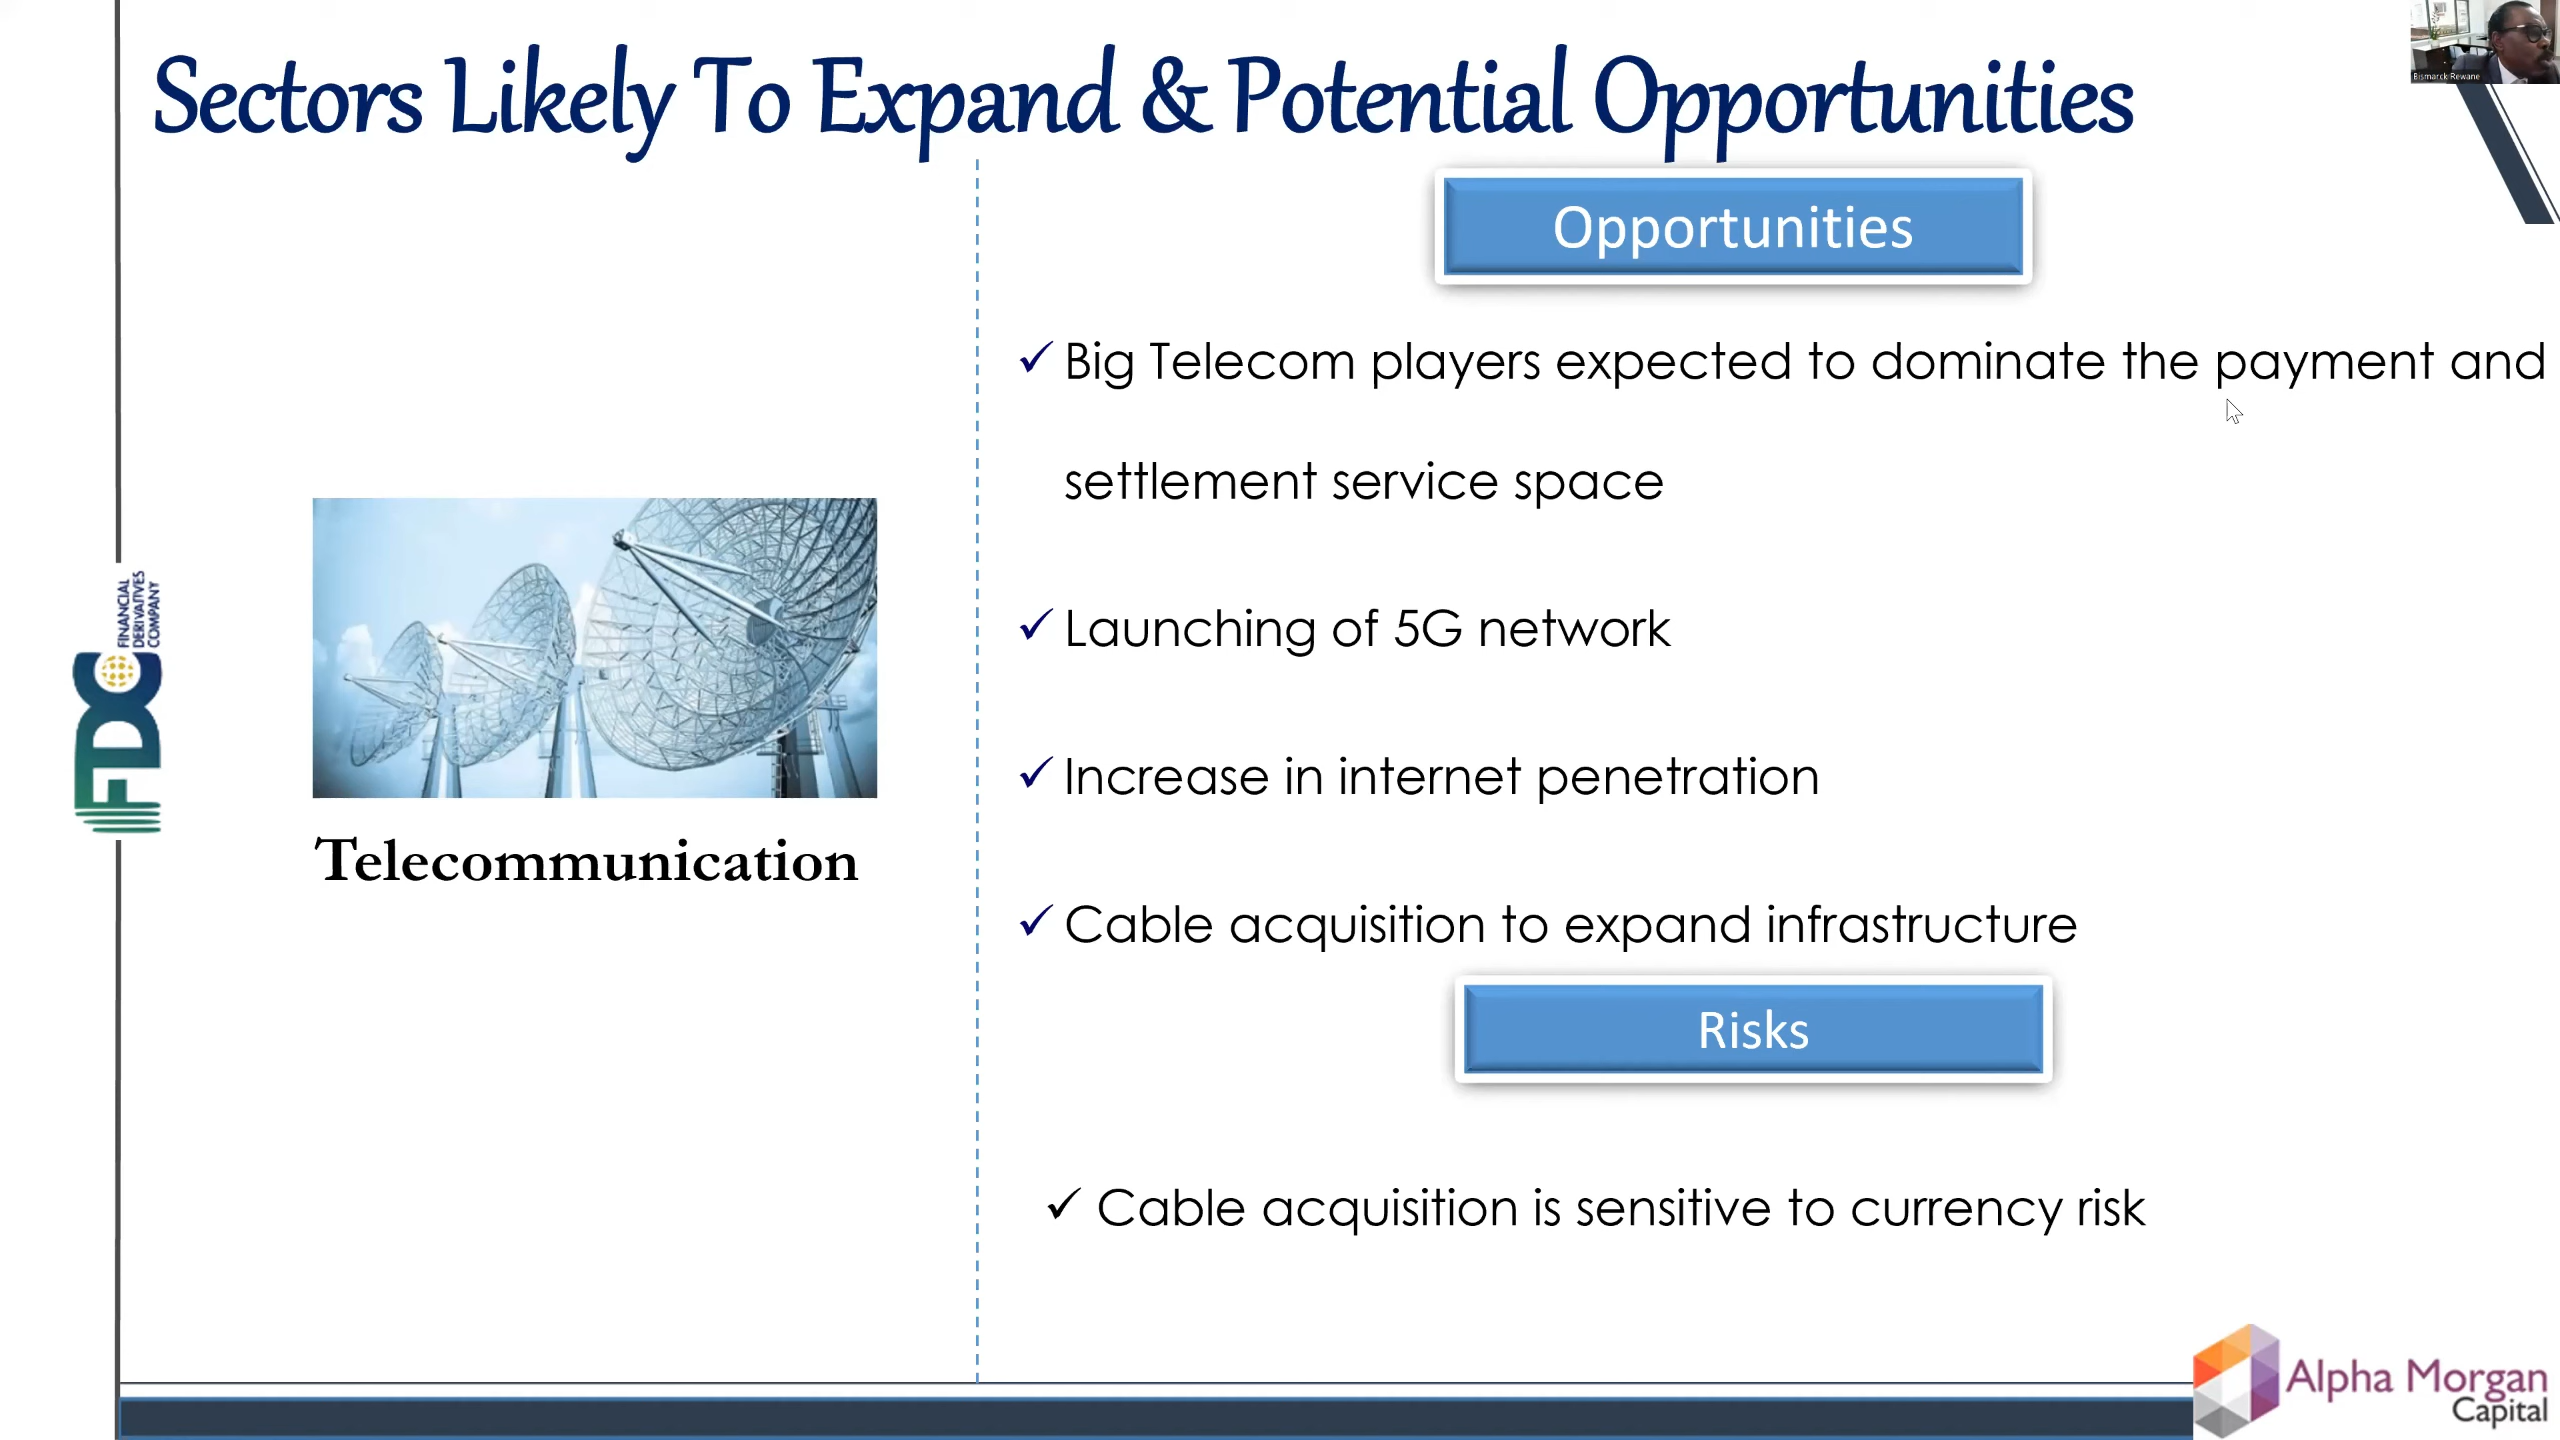 Sectors Likely To Expand & Potential Opportunities
Bismarck Rewane
Opportunities
Big Telecom players expected to dominate the payment and
settlement service space
Launching of 5G network
Increase in internet penetration
Cable acquisition to expand infrastructure
Risks
Cable acquisition is sensitive to currency risk
Telecommunication
FDC
FINANCIAL
DERIVATIVES
COMPANY
Alpha Morgan
Capital